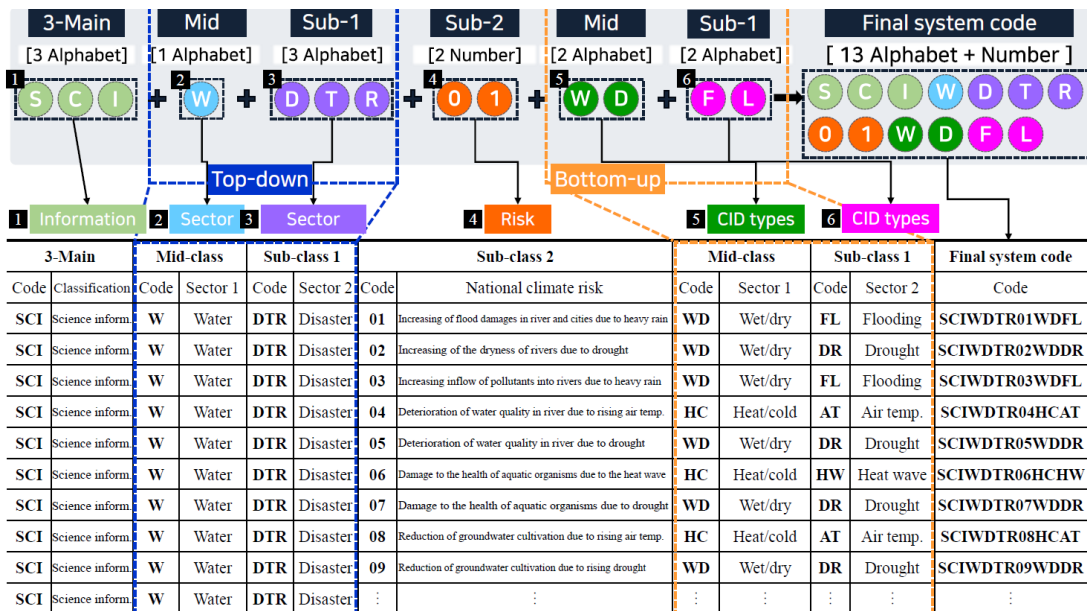 3-Main Mid Sub-1 Sub-2 Mid Sub-1 Final system code
[3 Alphabet] [1 Alphabet] [3 Alphabet] [2 Number] [2 Alphabet] [2 Alphabet] [ 13 Alphabet + Number ]
1 S C I + 2 W + 3 D T R + 4 0 1 + 5 W D + 6 F L S C I W D T R
0 1 W D F L
Top-down Bottom-up
1 Information 2 Sector 3 Sector 4 Risk 5 CID types 6 CID types
3-Main Mid-class Sub-class 1 Sub-class 2 Mid-class Sub-class 1 Final system code
Code Classification Code Sector 1 Code Sector 2 Code National climate risk Code Sector 1 Code Sector 2 Code
SCI Science inform. W Water DTR Disaster 01 Increasing of flood damages in river and cities due to heavy rain WD Wet/dry FL Flooding SCIWDTR01WDFL
SCI Science inform. W Water DTR Disaster 02 Increasing of the dryness of rivers due to drought WD Wet/dry DR Drought SCIWDTR02WDDR
SCI Science inform. W Water DTR Disaster 03 Increasing inflow of pollutants into rivers due to heavy rain WD Wet/dry FL Flooding SCIWDTR03WDFL
SCI Science inform. W Water DTR Disaster 04 Deterioration of water quality in river due to rising air temp. HC Heat/cold AT Air temp. SCIWDTR04HCAT
SCI Science inform. W Water DTR Disaster 05 Deterioration of water quality in river due to drought WD Wet/dry DR Drought SCIWDTR05WDDR
SCI Science inform. W Water DTR Disaster 06 Damage to the health of aquatic organisms due to the heat wave HC Heat/cold HW Heat wave SCIWDTR06HCHW
SCI Science inform. W Water DTR Disaster 07 Damage to the health of aquatic organisms due to drought WD Wet/dry DR Drought SCIWDTR07WDDR
SCI Science inform. W Water DTR Disaster 08 Reduction of groundwater cultivation due to rising air temp. HC Heat/cold AT Air temp. SCIWDTR08HCAT
SCI Science inform. W Water DTR Disaster 09 Reduction of groundwater cultivation due to rising drought WD Wet/dry DR Drought SCIWDTR09WDDR
SCI Science inform. W Water DTR Disaster ⋮ ⋮ ⋮ ⋮ ⋮ ⋮ ⋮